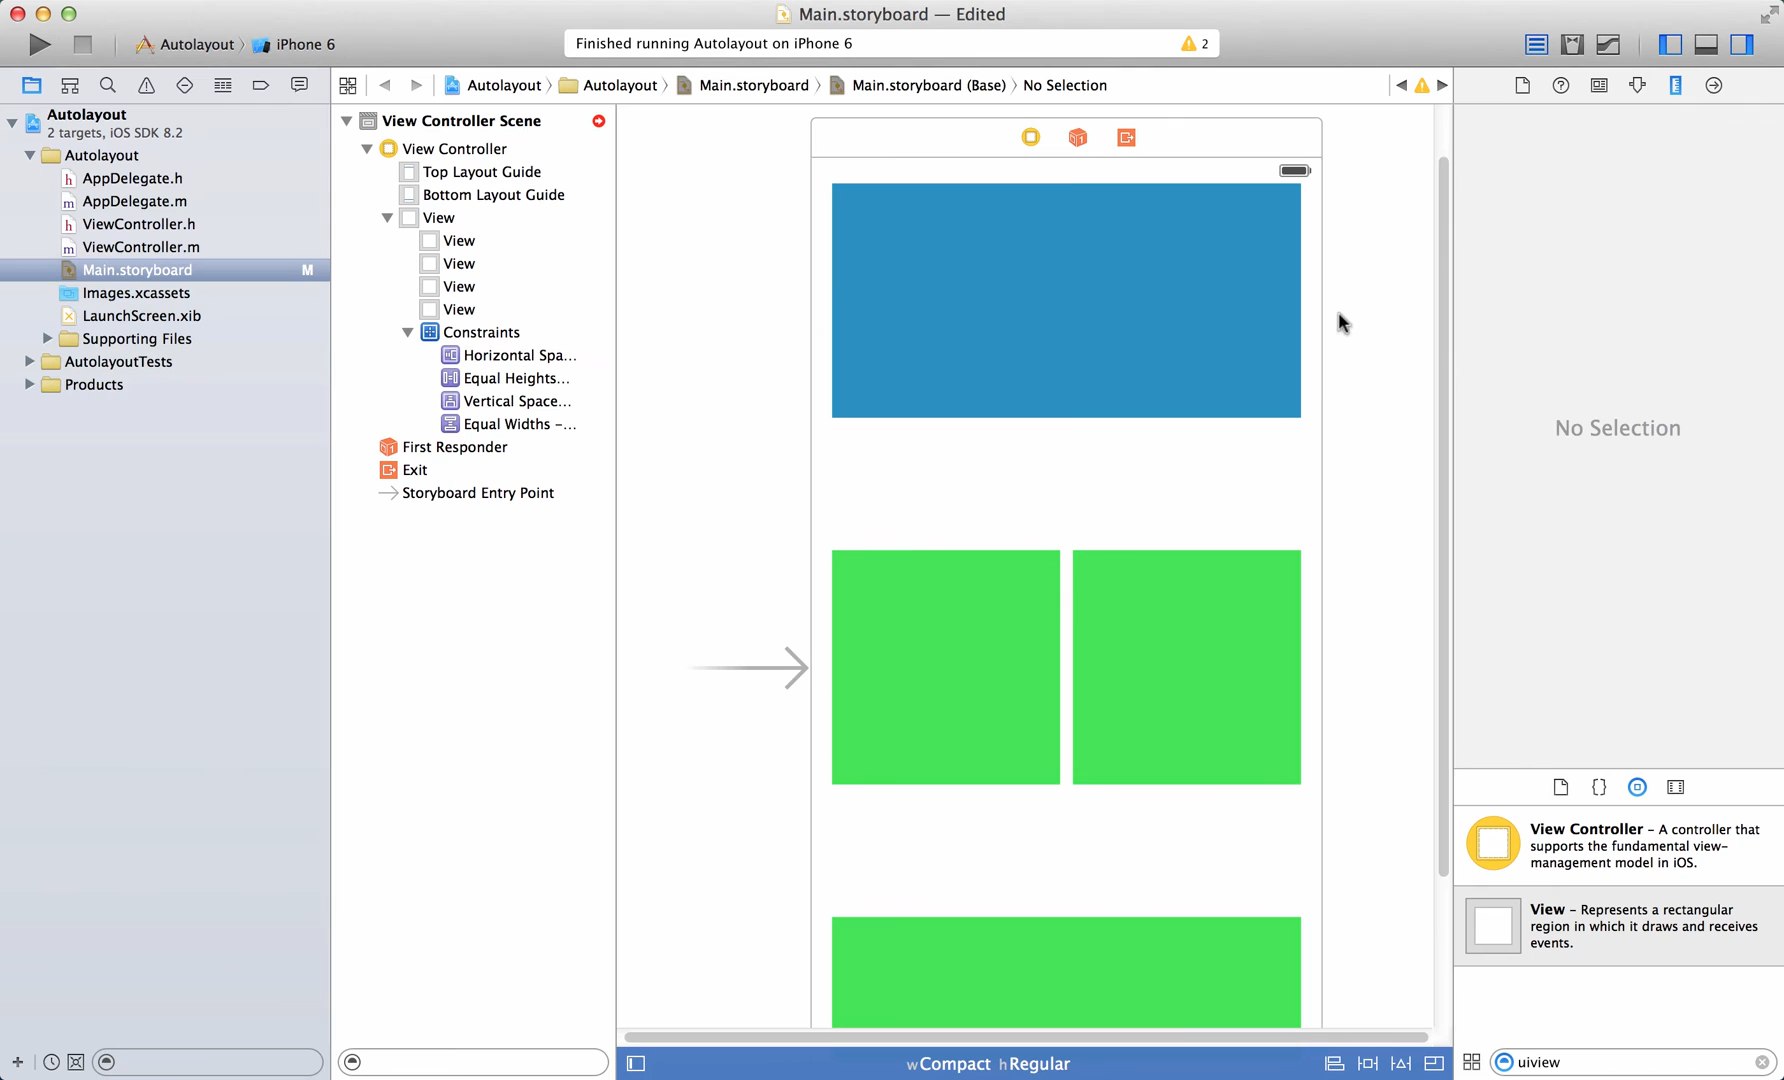 Main.storyboard — Edited
Autolayout
iPhone 6
Finished running Autolayout on iPhone 6
2
Autolayout
Autolayout
Main.storyboard
Main.storyboard (Base)
No Selection
Autolayout
2 targets, iOS SDK 8.2
Autolayout
h AppDelegate.h
m AppDelegate.m
h ViewController.h
m ViewController.m
Main.storyboard M
Images.xcassets
LaunchScreen.xib
Supporting Files
AutolayoutTests
Products
View Controller Scene
View Controller
Top Layout Guide
Bottom Layout Guide
View
View
View
View
View
Constraints
Horizontal Spa...
Equal Heights...
Vertical Space...
Equal Widths -...
First Responder
Exit
Storyboard Entry Point
wCompact hRegular
No Selection
View Controller - A controller that
supports the fundamental view-
management model in iOS.
View - Represents a rectangular
region in which it draws and receives
events.
uiview